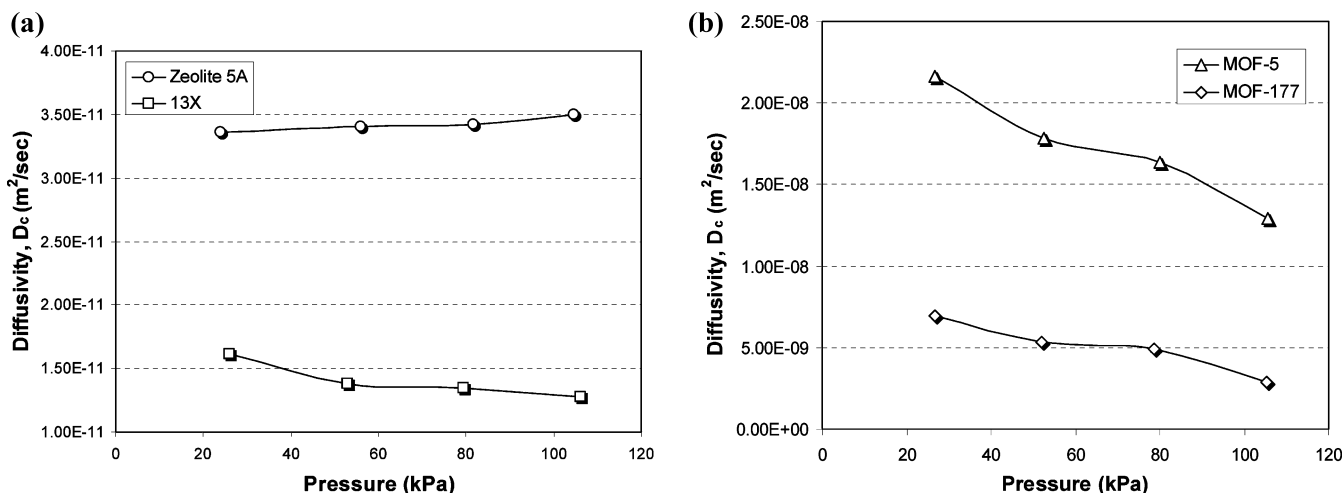 (a)
4.00E-11
3.50E-11
3.00E-11
2.50E-11
2.00E-11
1.50E-11
1.00E-11
Diffusivity, Dc (m²/sec)
Zeolite 5A
13X
0 20 40 60 80 100 120
Pressure (kPa)
(b)
2.50E-08
2.00E-08
1.50E-08
1.00E-08
5.00E-09
0.00E+00
Diffusivity, Dc (m²/sec)
MOF-5
MOF-177
0 20 40 60 80 100 120
Pressure (kPa)